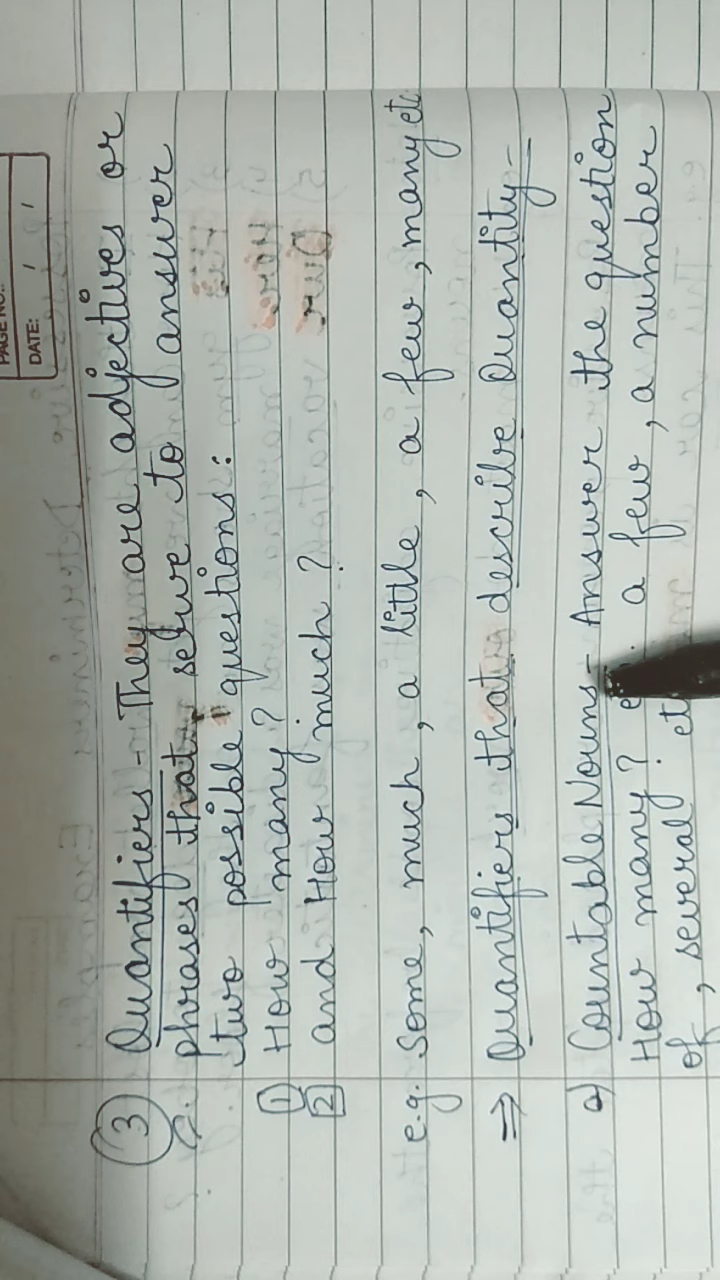 PAGE NO.:
DATE: / /
3 Quantifiers - They are adjectives or
phrases that serve to answer
two possible questions:
1 How many?
2 and How much?
e.g. Some, much, a little, a few, many etc
⇒ Quantifiers that describe Quantity-
a) Countable Nouns - Answer the question
How many? a few, a number
of, several